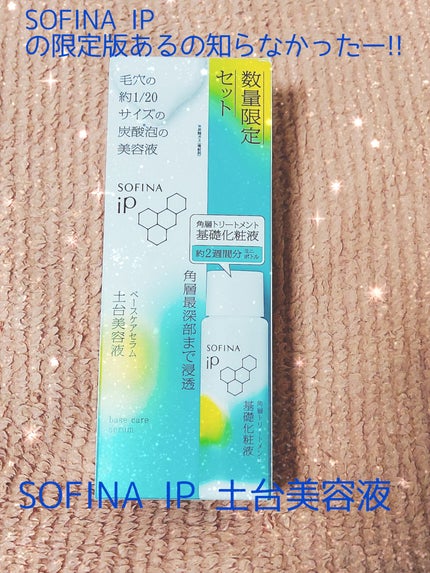 SOFINA iP
の限定版あるの知らなかったー!!
毛穴の
約1/20
サイズの
炭酸泡の
美容液
数量限定
セット
SOFINA
iP
角層トリートメント
基礎化粧液
約2週間分 ミニボトル
角層最深部まで浸透
ベースケアセラム
土台美容液
base care
serum
SOFINA
iP
角層トリートメント
基礎化粧液
SOFINA iP 土台美容液